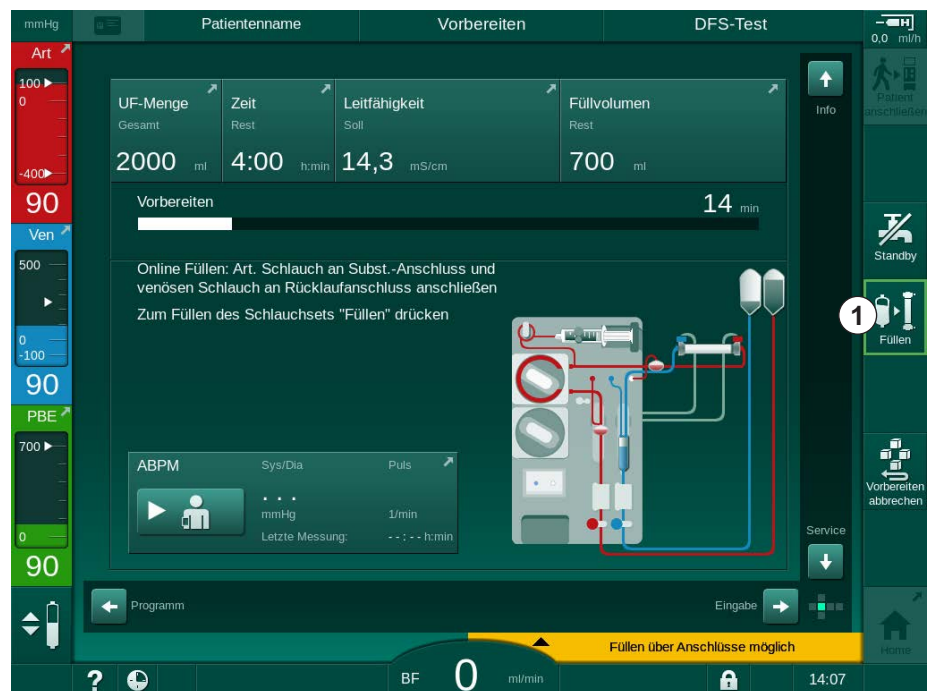 mmHg
Patientenname
Vorbereiten
DFS-Test
H
0,0 ml/h
Art
100
0
-400
90
Ven
500
0
-100
90
PBE
700
0
90
UF-Menge
Gesamt
2000 ml
Zeit
Rest
4:00 h:min
Leitfähigkeit
Soll
14,3 mS/cm
Füllvolumen
Rest
700 ml
Vorbereiten
14 min
Online Füllen: Art. Schlauch an Subst.-Anschluss und
venösen Schlauch an Rücklaufanschluss anschließen
Zum Füllen des Schlauchsets "Füllen" drücken
ABPM
Sys/Dia
Puls
. . .
mmHg
1/min
Letzte Messung:
--:-- h:min
Info
Service
Programm
Eingabe
Patient
anschließen
Standby
1
Füllen
Vorbereiten
abbrechen
Home
Füllen über Anschlüsse möglich
?
BF 0 ml/min
14:07